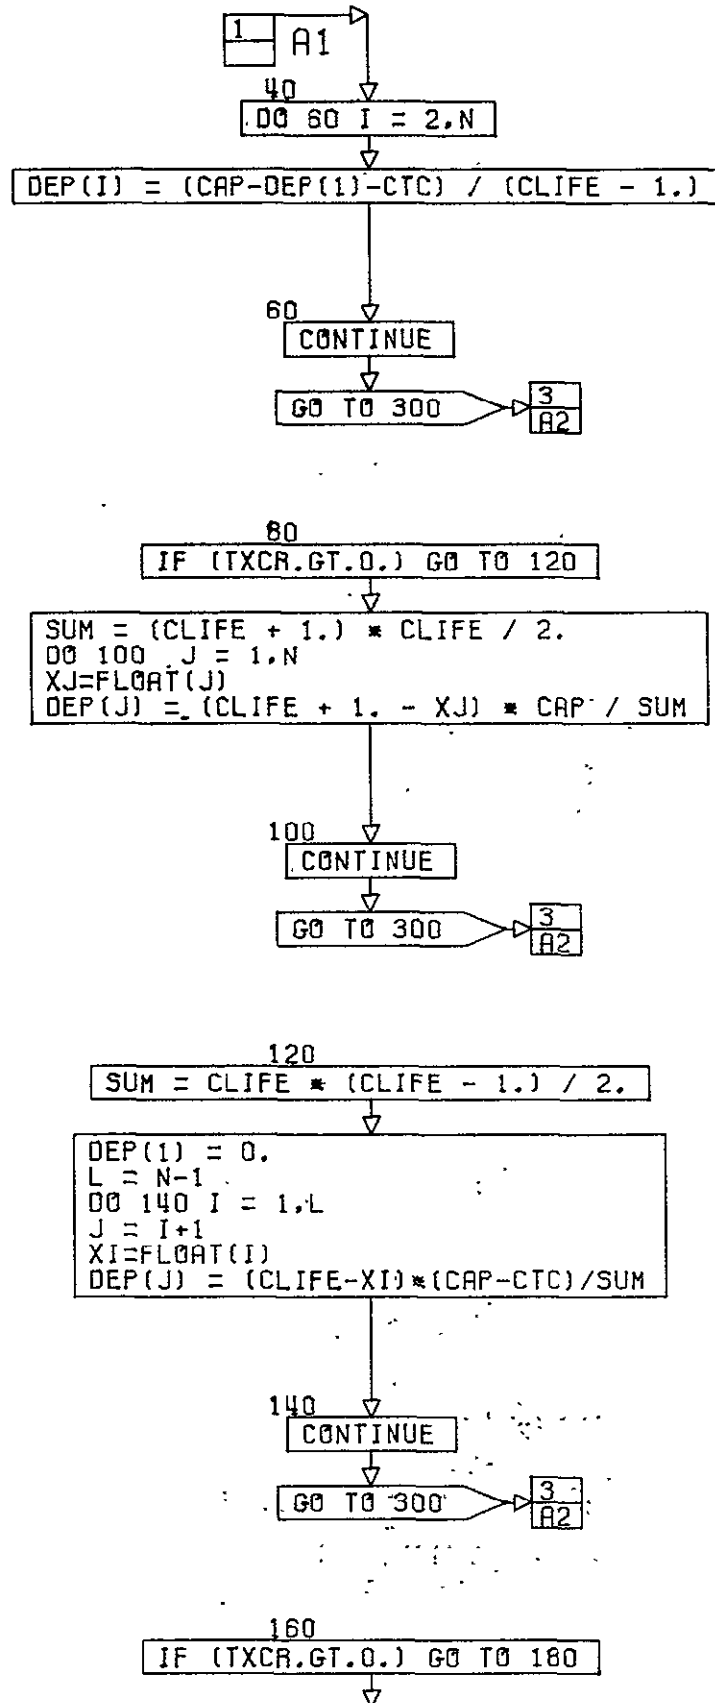 1
A1
40
DO 60 I = 2,N
DEP(I) = (CAP-DEP(1)-CTC) / (CLIFE - 1.)
60
CONTINUE
GO TO 300
3
A2
80
IF (TXCR.GT.0.) GO TO 120
SUM = (CLIFE + 1.) * CLIFE / 2.
DO 100 J = 1,N
XJ=FLOAT(J)
DEP(J) = (CLIFE + 1. - XJ) * CAP / SUM
100
CONTINUE
GO TO 300
3
A2
120
SUM = CLIFE * (CLIFE - 1.) / 2.
DEP(1) = 0.
L = N-1
DO 140 I = 1,L
J = I+1
XI=FLOAT(I)
DEP(J) = (CLIFE-XI)*(CAP-CTC)/SUM
140
CONTINUE
GO TO 300
3
A2
160
IF (TXCR.GT.0.) GO TO 180